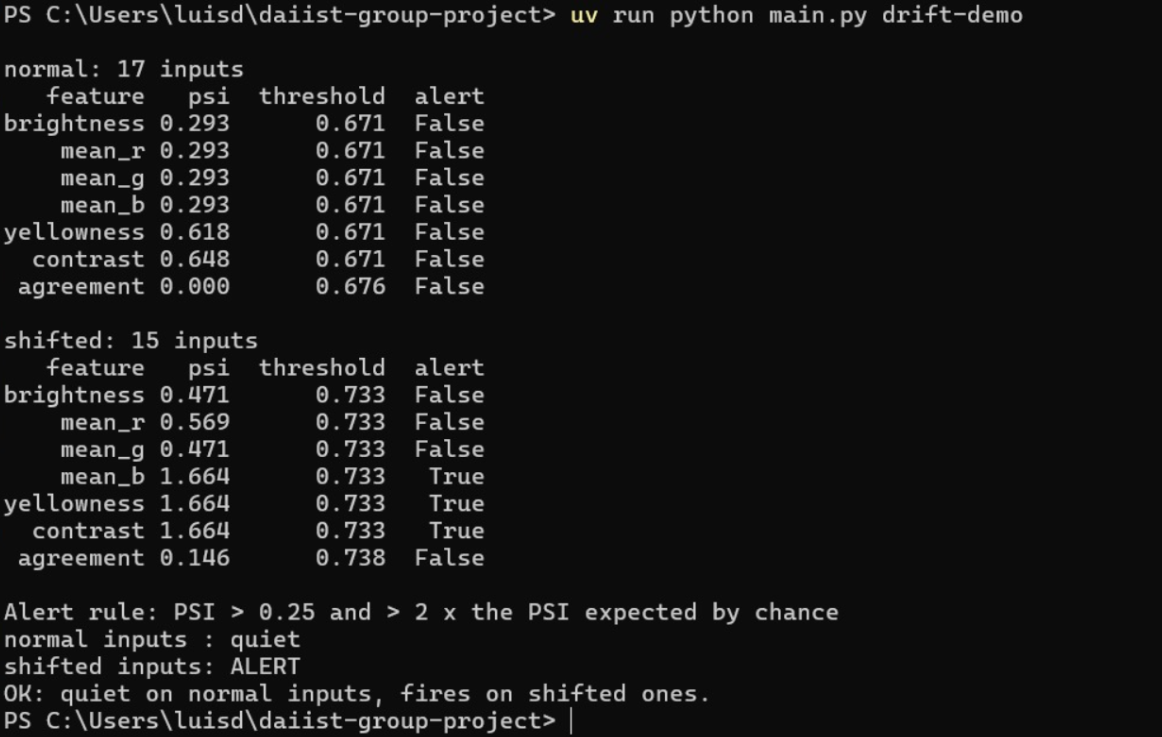 PS C:\Users\luisd\daiist-group-project> uv run python main.py drift-demo

normal: 17 inputs
   feature   psi  threshold  alert
brightness 0.293      0.671  False
    mean_r 0.293      0.671  False
    mean_g 0.293      0.671  False
    mean_b 0.293      0.671  False
yellowness 0.618      0.671  False
  contrast 0.648      0.671  False
 agreement 0.000      0.676  False

shifted: 15 inputs
   feature   psi  threshold  alert
brightness 0.471      0.733  False
    mean_r 0.569      0.733  False
    mean_g 0.471      0.733  False
    mean_b 1.664      0.733   True
yellowness 1.664      0.733   True
  contrast 1.664      0.733   True
 agreement 0.146      0.738  False

Alert rule: PSI > 0.25 and > 2 x the PSI expected by chance
normal inputs : quiet
shifted inputs: ALERT
OK: quiet on normal inputs, fires on shifted ones.
PS C:\Users\luisd\daiist-group-project>